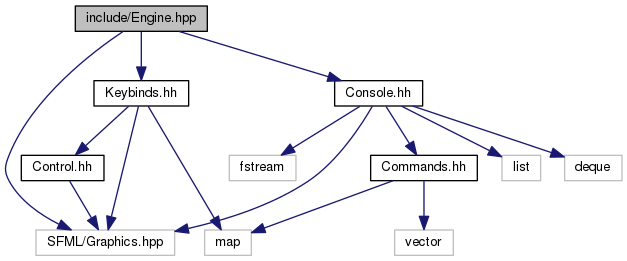 include/Engine.hpp
Keybinds.hh
Console.hh
Control.hh
fstream
Commands.hh
list
deque
SFML/Graphics.hpp
map
vector